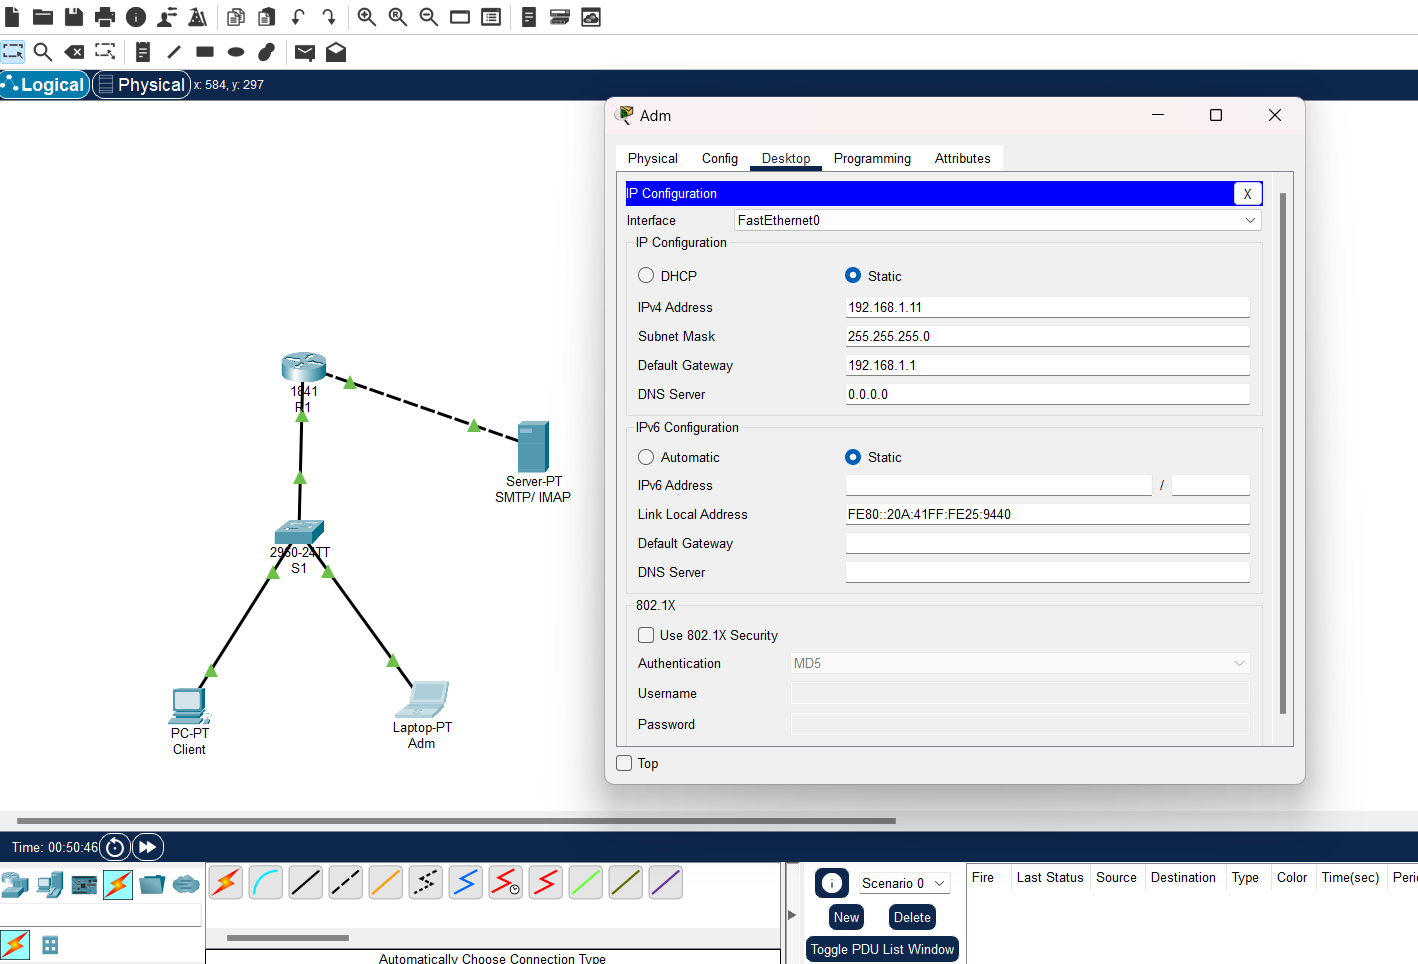 Logical
Physical
x: 584, y: 297
Adm
Physical
Config
Desktop
Programming
Attributes
IP Configuration
X
Interface
FastEthernet0
IP Configuration
DHCP
Static
IPv4 Address
192.168.1.11
Subnet Mask
255.255.255.0
Default Gateway
192.168.1.1
DNS Server
0.0.0.0
IPv6 Configuration
Automatic
Static
IPv6 Address
/
Link Local Address
FE80::20A:41FF:FE25:9440
Default Gateway
DNS Server
802.1X
Use 802.1X Security
Authentication
MD5
Username
Password
Top
1841
R1
Server-PT
SMTP/ IMAP
2960-24TT
S1
PC-PT
Client
Laptop-PT
Adm
Time: 00:50:46
Automatically Choose Connection Type
Scenario 0
New
Delete
Toggle PDU List Window
Fire
Last Status
Source
Destination
Type
Color
Time(sec)
Peri